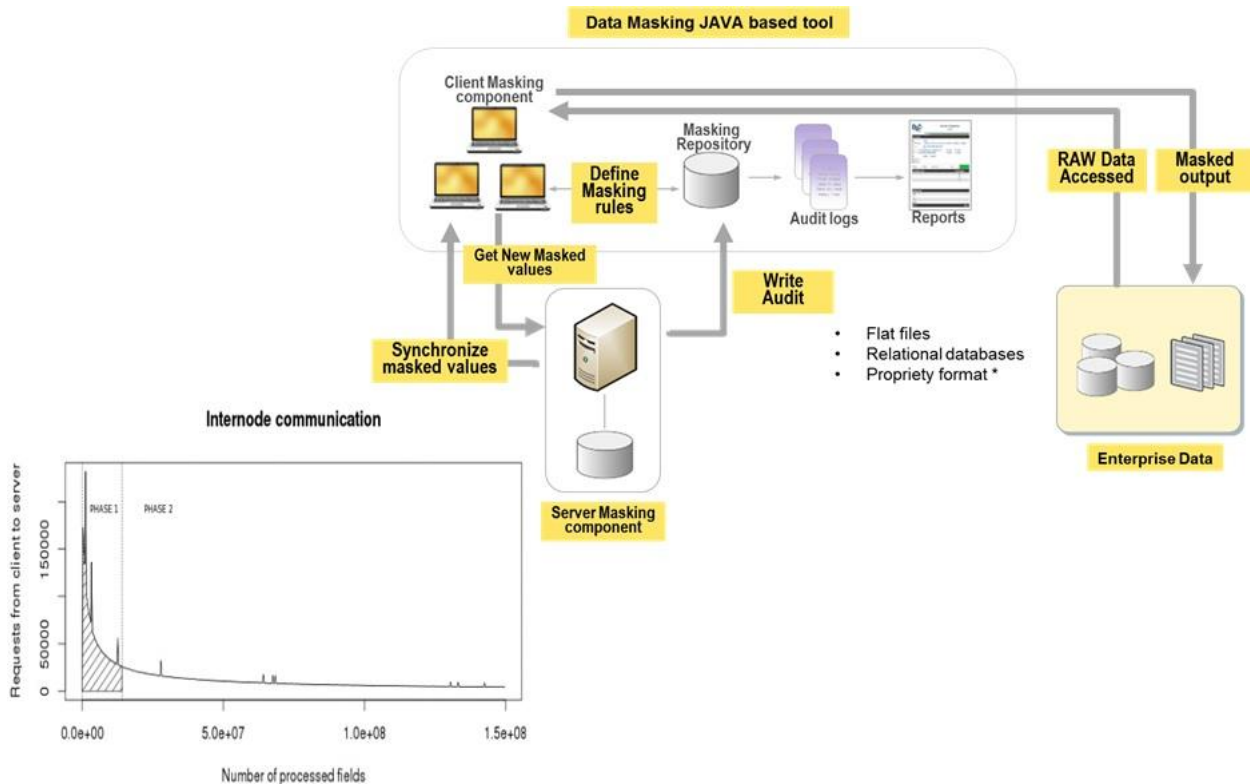 Data Masking JAVA based tool
Client Masking
component
Masking
Repository
Define
Masking
rules
Audit logs
Reports
RAW Data
Accessed
Masked
output
Get New Masked
values
Write
Audit
Synchronize
masked values
• Flat files
• Relational databases
• Propriety format *
Enterprise Data
Server Masking
component
Internode communication
PHASE 1
PHASE 2
Requests from client to server
150000
50000
0
0.0e+00
5.0e+07
1.0e+08
1.5e+08
Number of processed fields